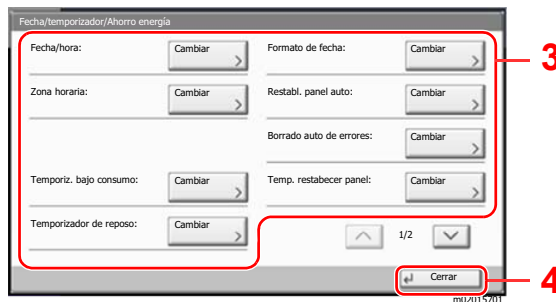 Fecha/temporizador/Ahorro energía
Fecha/hora: Cambiar Formato de fecha: Cambiar
3
Zona horaria: Cambiar Restabl. panel auto: Cambiar
Borrado auto de errores: Cambiar
Temporiz. bajo consumo: Cambiar Temp. restabecer panel: Cambiar
Temporizador de reposo: Cambiar 1/2
Cerrar
4
m02015701